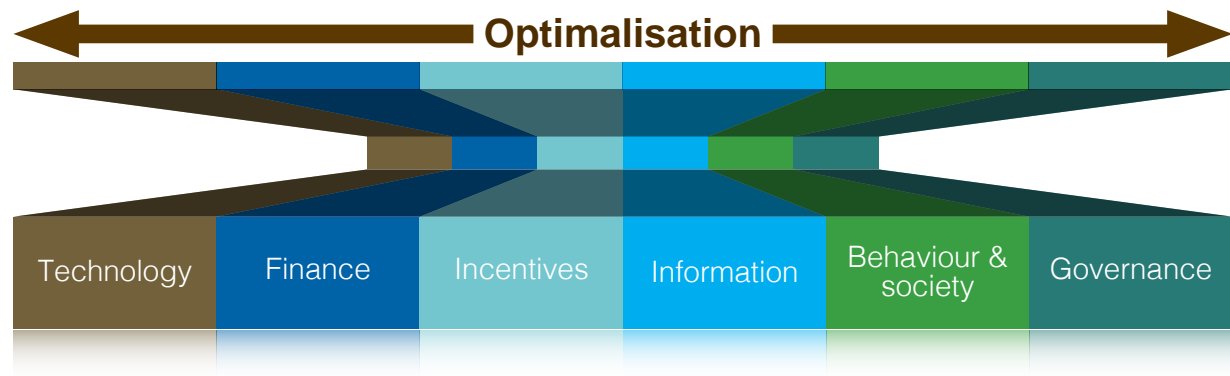 Optimalisation
Technology
Finance
Incentives
Information
Behaviour &
society
Governance